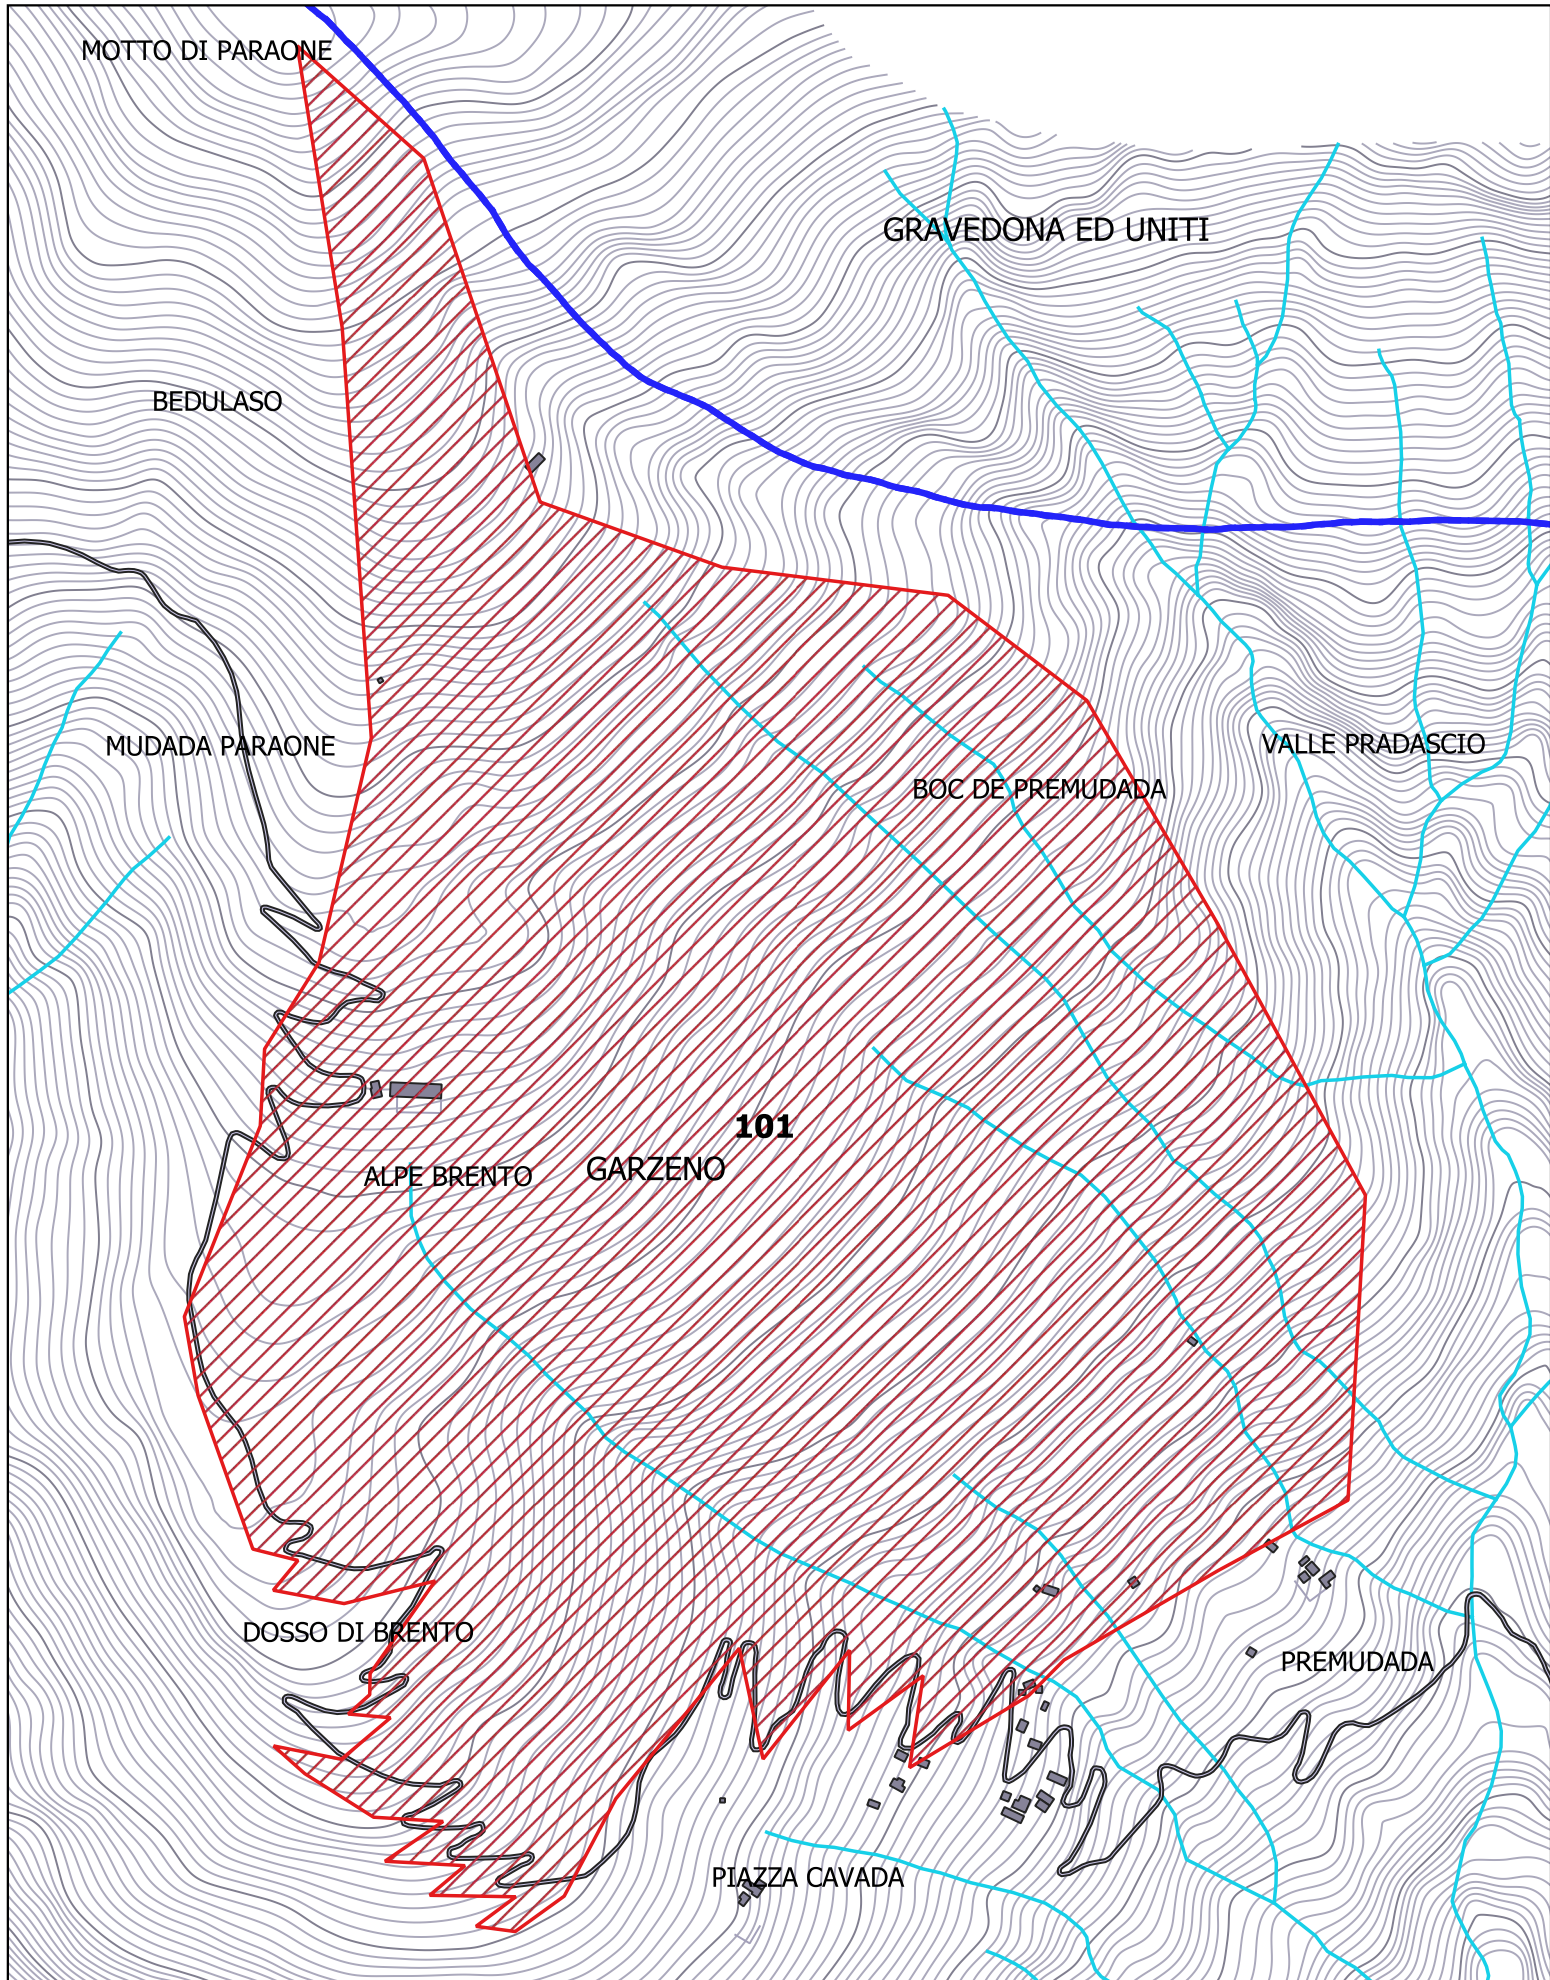 MOTTO DI PARAONE
GRAVEDONA ED UNITI
BEDULASO
MUDADA PARAONE
VALLE PRADASCIO
BOC DE PREMUDADA
101
GARZENO
ALPE BRENTO
DOSSO DI BRENTO
PREMUDADA
PIAZZA CAVADA